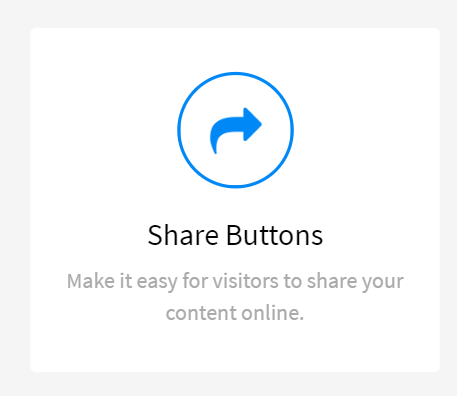 Share Buttons
Make it easy for visitors to share your
content online.